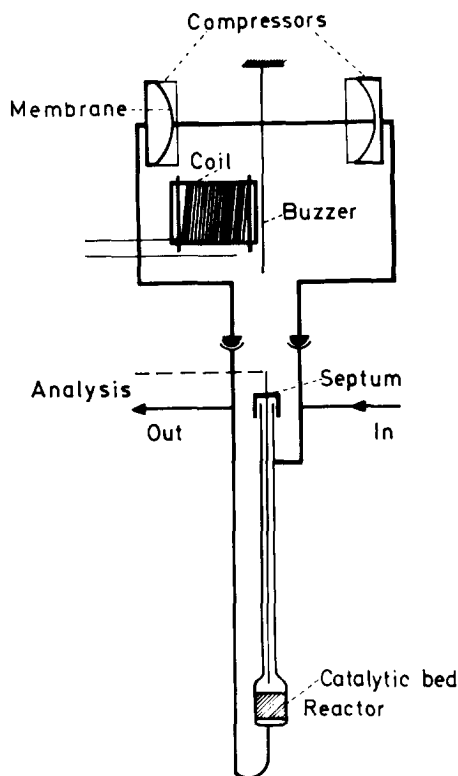 Compressors
Membrane
Coil
Buzzer
Analysis
Septum
Out
In
Catalytic bed
Reactor